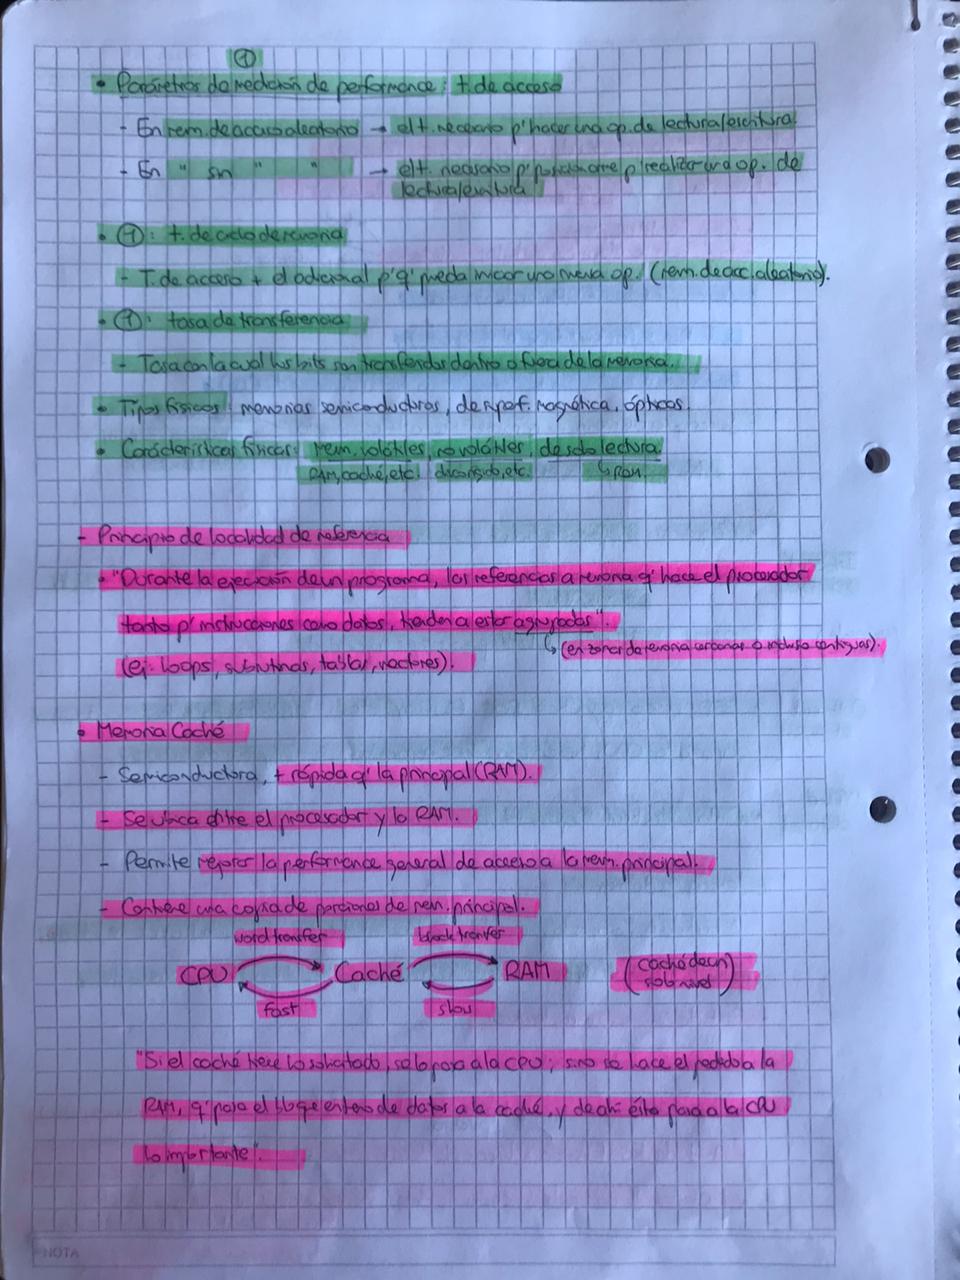 ①
• Parámetros de medición de performance: t. de acceso
- En mem. de acceso aleatorio → el t. necesario p' hacer una op. de lectura/escritura.
- En " sin " " → el t. necesario p' posicionarme p' realizar una op. de
lectura/escritura
• ①: t. de ciclo de memoria
- T. de acceso + el adicional p' q' pueda iniciar una nueva op. (mem. de acc. aleatorio).
• ①: tasa de transferencia
- Tasa con la cual los bits son transferidos dentro o fuera de la memoria.
• Tipos físicos: memorias semiconductoras, de superf. magnética, ópticos.
• Carácterísticas físicas: mem. volátiles, no volátiles, de solo lectura.
RAM, caché, etc. disco rígido, etc. ↳ROM.
- Principio de localidad de referencia
• "Durante la ejecución de un programa, las referencias a memoria q' hace el procesador
tanto p' instrucciones como datos, tienden a estar agrupadas".
↳ (en zonas de memoria cercanas o incluso contiguas).
(ej: loops, subrutinas, tablas, vectores).
• Memoria Caché
- Semiconductora, + rápida q' la principal (RAM).
- Se ubica entre el procesador y la RAM.
- Permite mejorar la performance general de acceso a la mem. principal.
- Contiene una copia de porciones de mem. principal.
word transfer block transfer
CPU Caché RAM (caché de un
solo nivel)
fast slow
"Si el caché tiene lo solicitado, se lo pasa a la CPU; sino se hace el pedido a la
RAM, q' pasa el bloque entero de datos a la caché, y de ahí ésta pasa a la CPU
lo importante".
NOTA